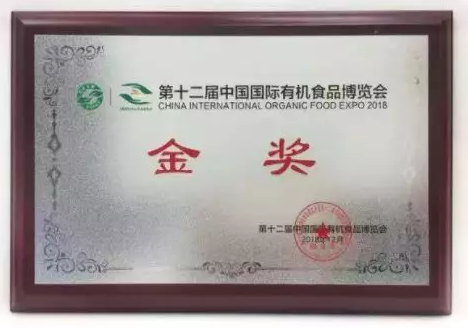 第十二届中国国际有机食品博览会
CHINA INTERNATIONAL ORGANIC FOOD EXPO 2018
金 奖
第十二届中国国际有机食品博览会